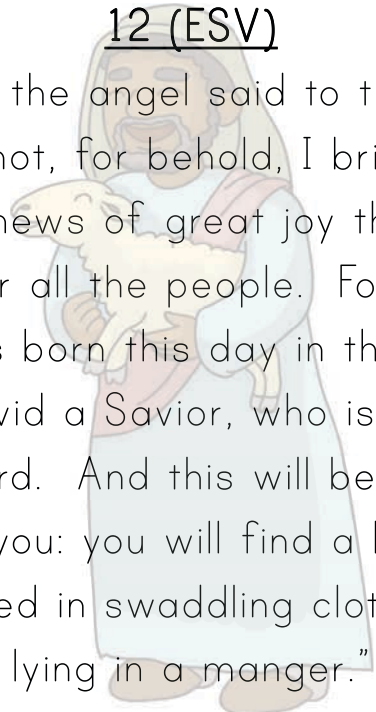 12 (ESV)
the angel said to t
not, for behold, I bri
news of great joy th
r all the people. Fo
s born this day in th
vid a Savior, who is
rd. And this will be
you: you will find a l
ed in swaddling clot
lying in a manger."